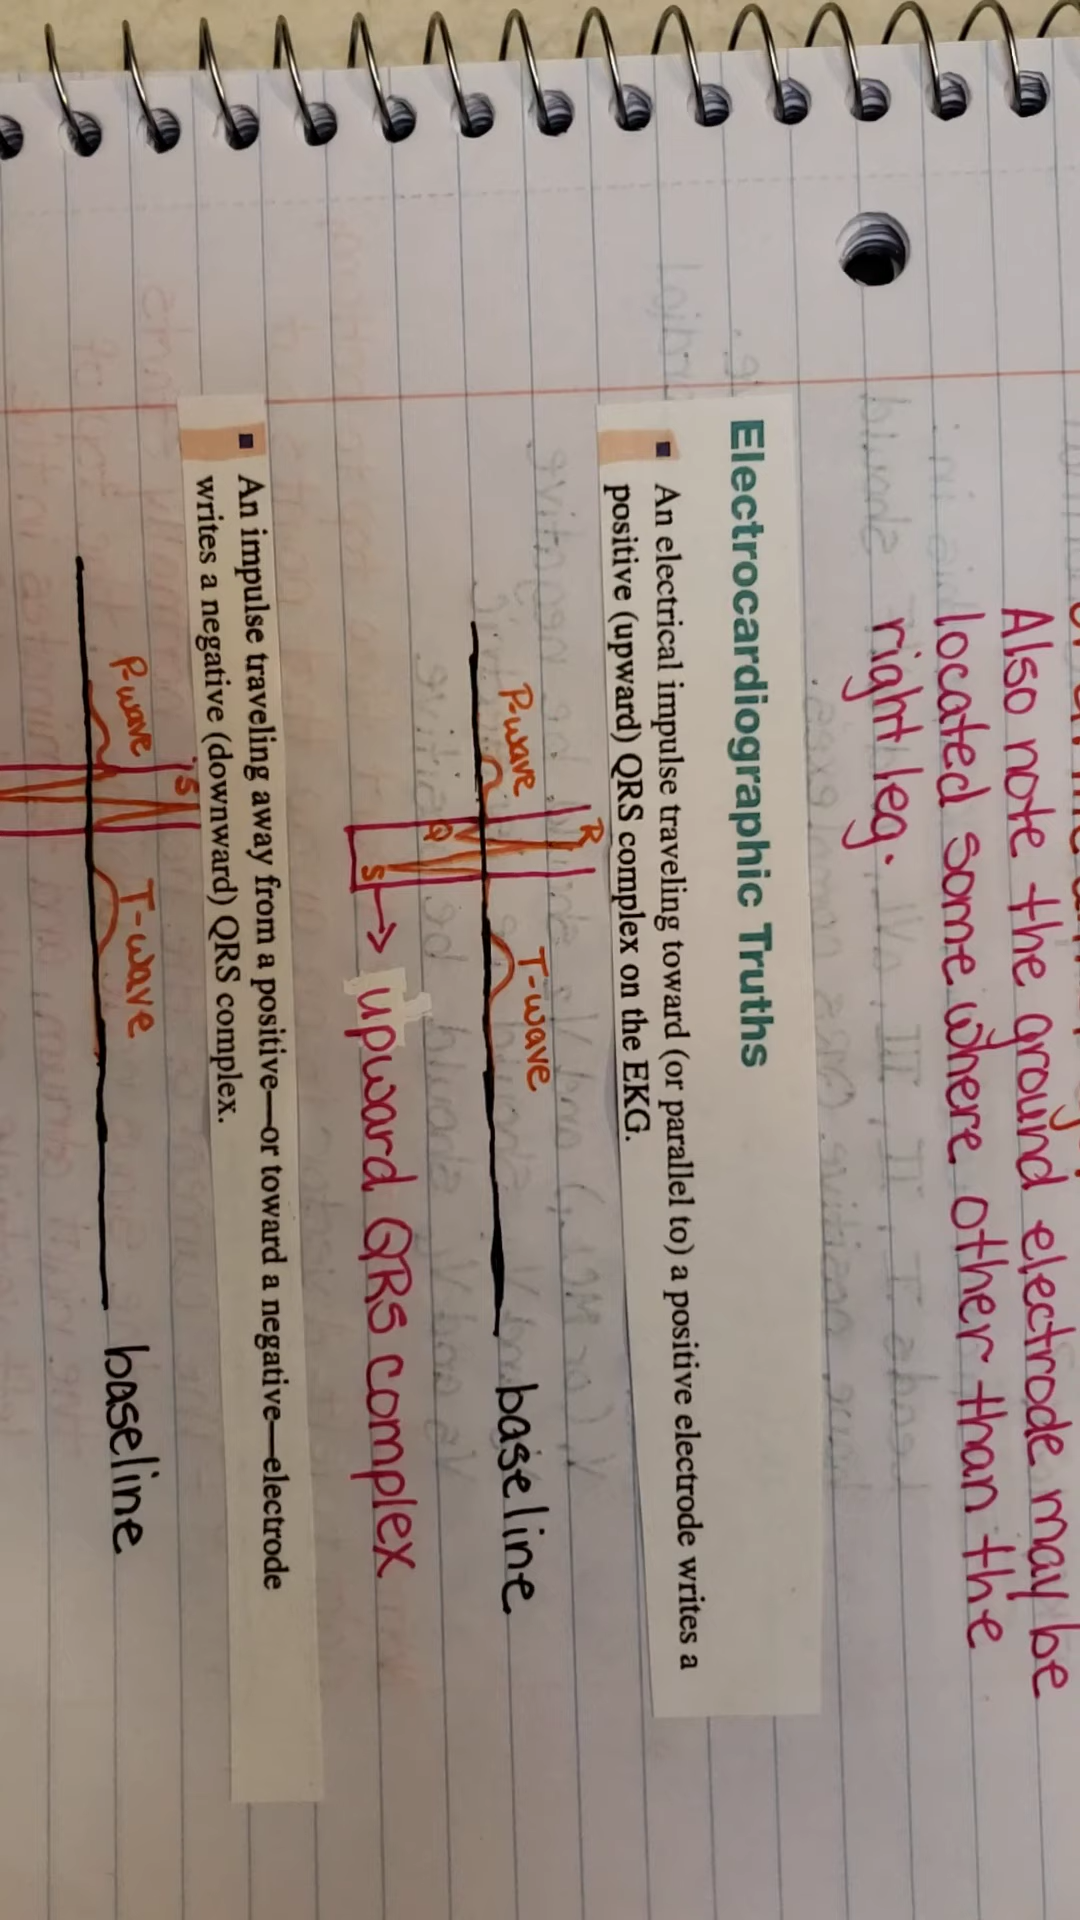 Also note the ground electrode may be
located some where other than the
right leg.
Electrocardiographic Truths
▪ An electrical impulse traveling toward (or parallel to) a positive electrode writes a
positive (upward) QRS complex on the EKG.
R
P-wave
T-wave
baseline
Q
S
→ upward QRS complex
▪ An impulse traveling away from a positive—or toward a negative—electrode
writes a negative (downward) QRS complex.
S
P-wave
T-wave
baseline